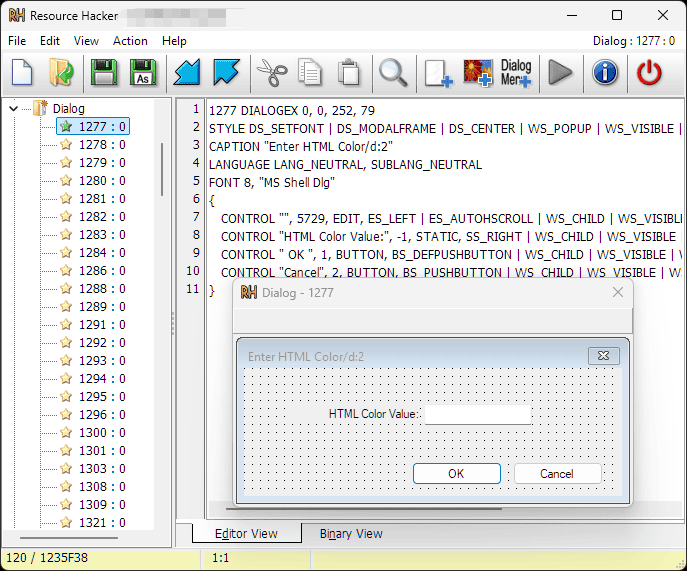 Resource Hacker
File Edit View Action Help
Dialog : 1277 : 0
As
Dialog
Menu
Dialog
1277 : 0
1278 : 0
1279 : 0
1280 : 0
1281 : 0
1282 : 0
1283 : 0
1284 : 0
1286 : 0
1288 : 0
1289 : 0
1291 : 0
1292 : 0
1293 : 0
1294 : 0
1295 : 0
1296 : 0
1300 : 0
1301 : 0
1303 : 0
1308 : 0
1309 : 0
1321 : 0
1 1277 DIALOGEX 0, 0, 252, 79
2 STYLE DS_SETFONT | DS_MODALFRAME | DS_CENTER | WS_POPUP | WS_VISIBLE |
3 CAPTION "Enter HTML Color/d:2"
4 LANGUAGE LANG_NEUTRAL, SUBLANG_NEUTRAL
5 FONT 8, "MS Shell Dlg"
6 {
7 CONTROL "", 5729, EDIT, ES_LEFT | ES_AUTOHSCROLL | WS_CHILD | WS_VISIBL
8 CONTROL "HTML Color Value:", -1, STATIC, SS_RIGHT | WS_CHILD | WS_VISIBLE
9 CONTROL " OK ", 1, BUTTON, BS_DEFPUSHBUTTON | WS_CHILD | WS_VISIBLE | W
10 CONTROL "Cancel", 2, BUTTON, BS_PUSHBUTTON | WS_CHILD | WS_VISIBLE | WS
11 }
RH Dialog - 1277
Enter HTML Color/d:2
HTML Color Value:
OK Cancel
Editor View Binary View
120 / 1235F38 1:1